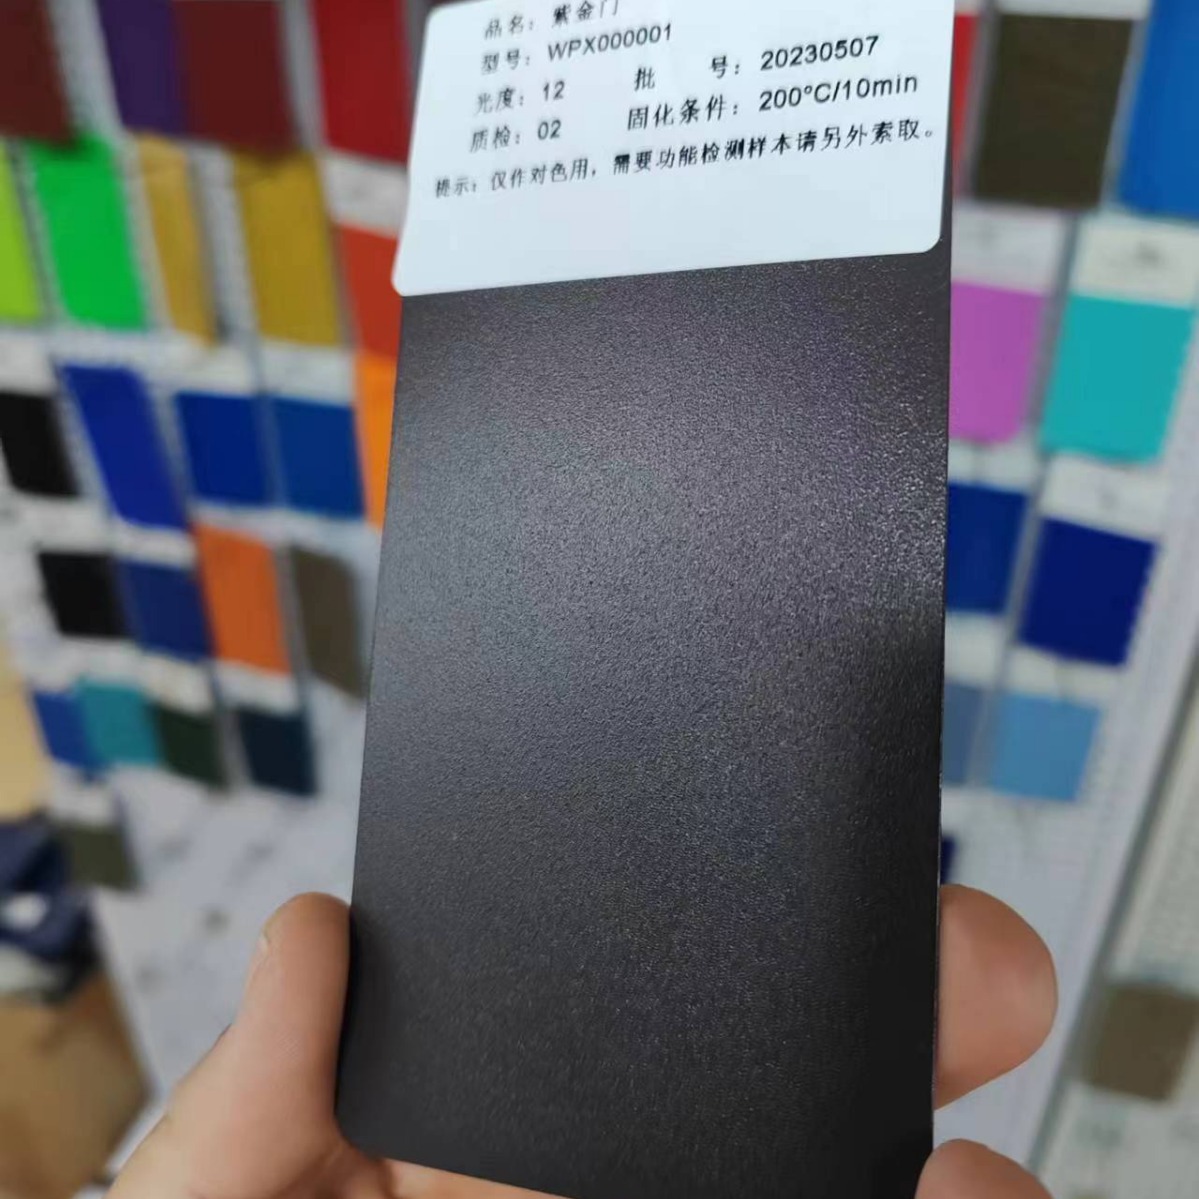 品名：紫金门
型号：WPX000001
光度：12 批 号：20230507
质检：02 固化条件：200°C/10min
提示：仅作对色用，需要功能检测样本请另外索取。